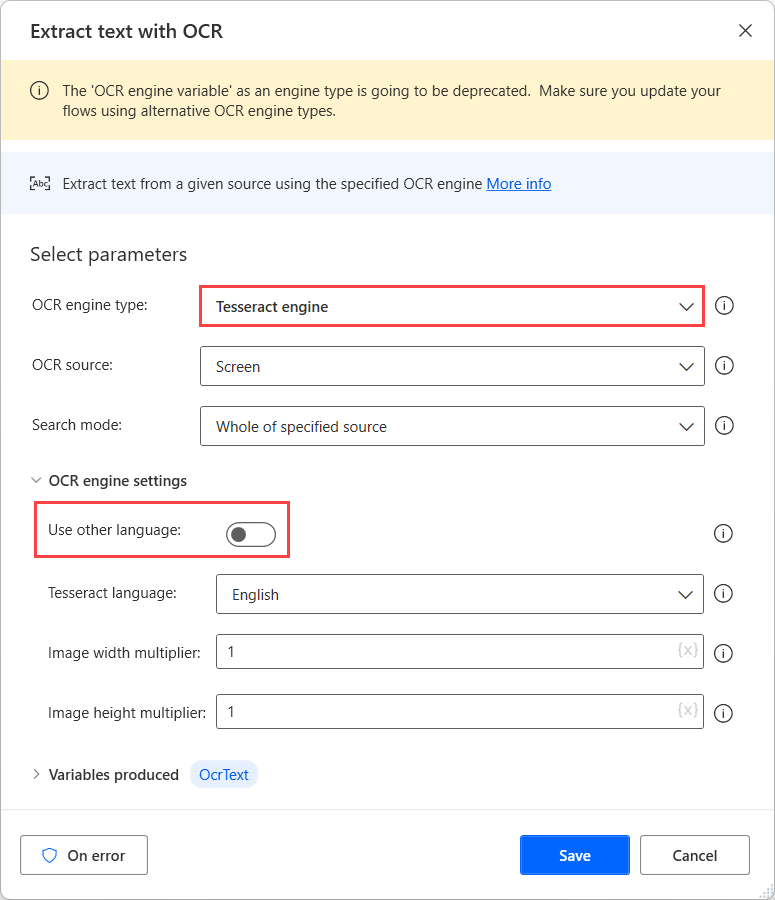 Extract text with OCR
The 'OCR engine variable' as an engine type is going to be deprecated.  Make sure you update your
flows using alternative OCR engine types.
Abc
Extract text from a given source using the specified OCR engine More info
Select parameters
OCR engine type:
Tesseract engine
OCR source:
Screen
Search mode:
Whole of specified source
OCR engine settings
Use other language:
Tesseract language:
English
Image width multiplier:
1
{x}
Image height multiplier:
1
{x}
Variables produced
OcrText
On error
Save
Cancel